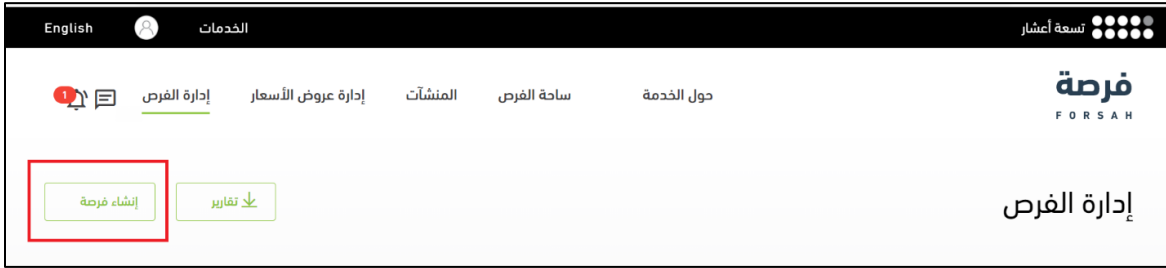 تسعة أعشار الخدمات English
فرصة
FORSAH
حول الخدمة ساحة الفرص المنشآت إدارة عروض الأسعار إدارة الفرص 1
إدارة الفرص تقارير إنشاء فرصة